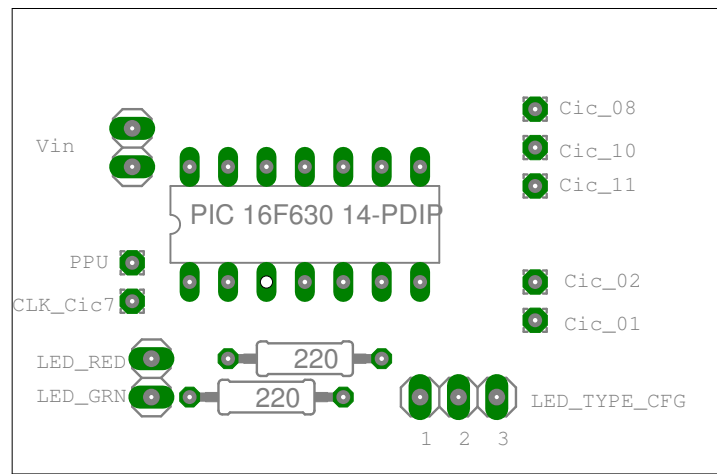 Cic_08
Vin
Cic_10
Cic_11
PIC 16F630 14-PDIP
PPU
Cic_02
CLK_Cic7
Cic_01
LED_RED
220
LED_GRN
220
LED_TYPE_CFG
1 2 3